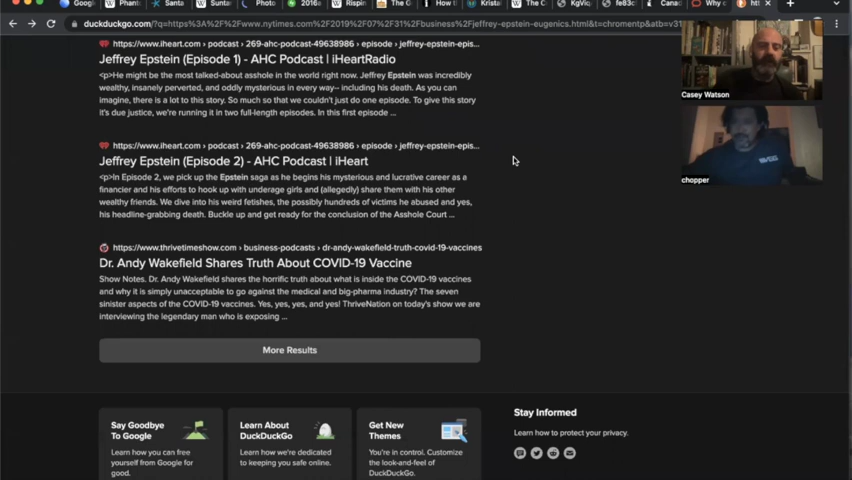 Googl
Phant
Santa
Suntar
Photo
2016e
Rispin
The G
How t
Krista
The C
KgViq
fe83c
Canad
Why c
htt
duckduckgo.com/?q=https%3A%2F%2Fwww.nytimes.com%2F2019%2F07%2F31%2Fbusiness%2Fjeffrey-epstein-eugenics.html&t=chromentp&atb=v31
https://www.iheart.com › podcast › 269-ahc-podcast-49638986 › episode › jeffrey-epstein-epis...
Jeffrey Epstein (Episode 1) - AHC Podcast | iHeartRadio
<p>He might be the most talked-about asshole in the world right now. Jeffrey Epstein was incredibly
wealthy, insanely perverted, and oddly mysterious in every way-- including his death. As you can
imagine, there is a lot to this story. So much so that we couldn't just do one episode. To give this story
it's due justice, we're running it in two full-length episodes. In this first episode ...
https://www.iheart.com › podcast › 269-ahc-podcast-49638986 › episode › jeffrey-epstein-epis...
Jeffrey Epstein (Episode 2) - AHC Podcast | iHeart
<p>In Episode 2, we pick up the Epstein saga as he begins his mysterious and lucrative career as a
financier and his efforts to hook up with underage girls and (allegedly) share them with his other
wealthy friends. We dive into his weird fetishes, the possibly hundreds of victims he abused and yes,
his headline-grabbing death. Buckle up and get ready for the conclusion of the Asshole Court ...
https://www.thrivetimeshow.com › business-podcasts › dr-andy-wakefield-truth-covid-19-vaccines
Dr. Andy Wakefield Shares Truth About COVID-19 Vaccine
Show Notes. Dr. Andy Wakefield shares the horrific truth about what is inside the COVID-19 vaccines
and why it is simply unacceptable to go against the medical and big-pharma industry? The seven
sinister aspects of the COVID-19 vaccines. Yes, yes, yes, and yes! ThriveNation on today's show we are
interviewing the legendary man who is exposing ...
More Results
Say Goodbye
To Google
Learn how you can free
yourself from Google for
good.
Learn About
DuckDuckGo
Learn how we're dedicated
to keeping you safe online.
Get New
Themes
You're in control. Customize
the look-and-feel of
DuckDuckGo.
Stay Informed
Learn how to protect your privacy.
Casey Watson
chopper